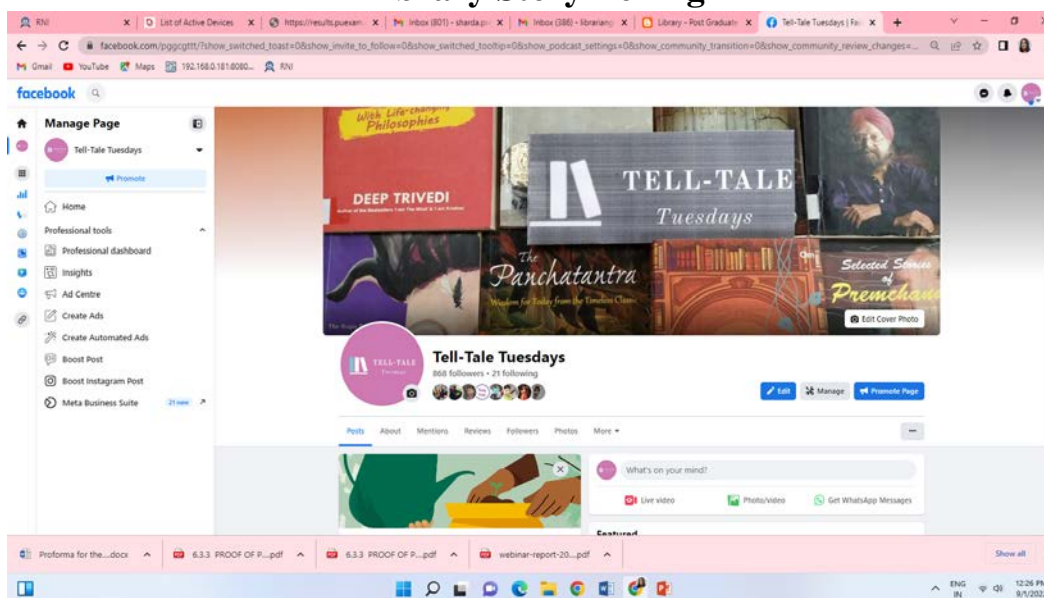 RNI
List of Active Devices
https://results.puexam
Inbox (801) - sharda.pr
Inbox (386) - librarian
Library - Post Graduate
Tell-Tale Tuesdays | Fac
facebook.com/pggcgttt/?show_switched_toast=0&show_invite_to_follow=0&show_switched_tooltip=0&show_podcast_settings=0&show_community_transition=0&show_community_review_changes=...
Gmail
YouTube
Maps
192.168.0.181:8080...
RNI
facebook
Manage Page
Tell-Tale Tuesdays
Promote
Home
Professional tools
Professional dashboard
Insights
Ad Centre
Create Ads
Create Automated Ads
Boost Post
Boost Instagram Post
Meta Business Suite
21 new
With Life-changing
Philosophies
DEEP TRIVEDI
TELL-TALE
Tuesdays
The
Panchatantra
Wisdom for Today from the Timeless Classic
Selected Stories
of
Premchand
Edit Cover Photo
TELL-TALE
Tuesdays
Tell-Tale Tuesdays
868 followers • 21 following
Edit
Manage
Promote Page
Posts
About
Mentions
Reviews
Followers
Photos
More
What's on your mind?
Live video
Photo/video
Get WhatsApp Messages
Featured
Proforma for the....docx
6.3.3 PROOF OF P....pdf
6.3.3 PROOF OF P....pdf
webinar-report-20....pdf
Show all
ENG
IN
12:26 PM